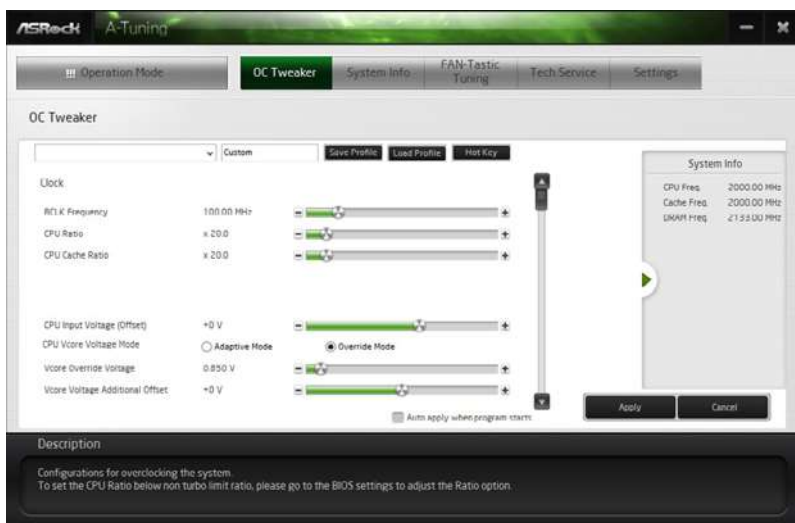 ASRock A-Tuning
Operation Mode
OC Tweaker
System Info
FAN-Tastic
Tuning
Tech Service
Settings
OC Tweaker
Custom
Save Profile
Load Profile
Hot Key
System Info
Clock
CPU Freq. 2000.00 MHz
Cache Freq. 2000.00 MHz
DRAM Freq. 2133.00 MHz
BCLK Frequency 100.00 MHz
CPU Ratio x 20.0
CPU Cache Ratio x 20.0
CPU Input Voltage (Offset) +0 V
CPU Vcore Voltage Mode Adaptive Mode Override Mode
Vcore Override Voltage 0.850 V
Vcore Voltage Additional Offset +0 V
Auto apply when program starts
Apply
Cancel
Description
Configurations for overclocking the system.
To set the CPU Ratio below non turbo limit ratio, please go to the BIOS settings to adjust the Ratio option.